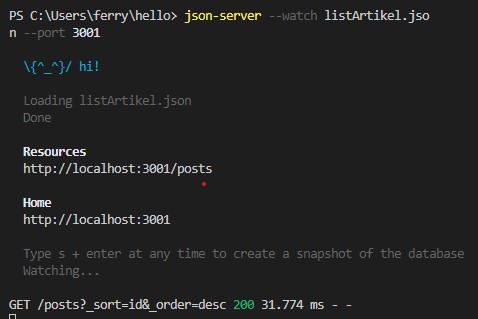 PS C:\Users\ferry\hello> json-server --watch listArtikel.jso
n --port 3001
\{^_^}/ hi!
Loading listArtikel.json
Done
Resources
http://localhost:3001/posts
Home
http://localhost:3001
Type s + enter at any time to create a snapshot of the database
Watching...
GET /posts?_sort=id&_order=desc 200 31.774 ms - -